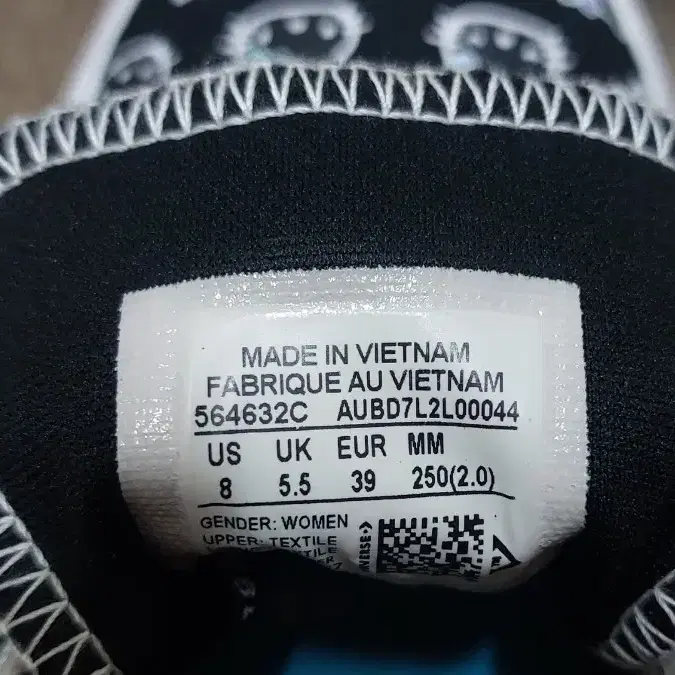 MADE IN VIETNAM
FABRIQUE AU VIETNAM
564632C AUBD7L2L00044
US UK EUR MM
8 5.5 39 250(2.0)
GENDER: WOMEN
UPPER: TEXTILE